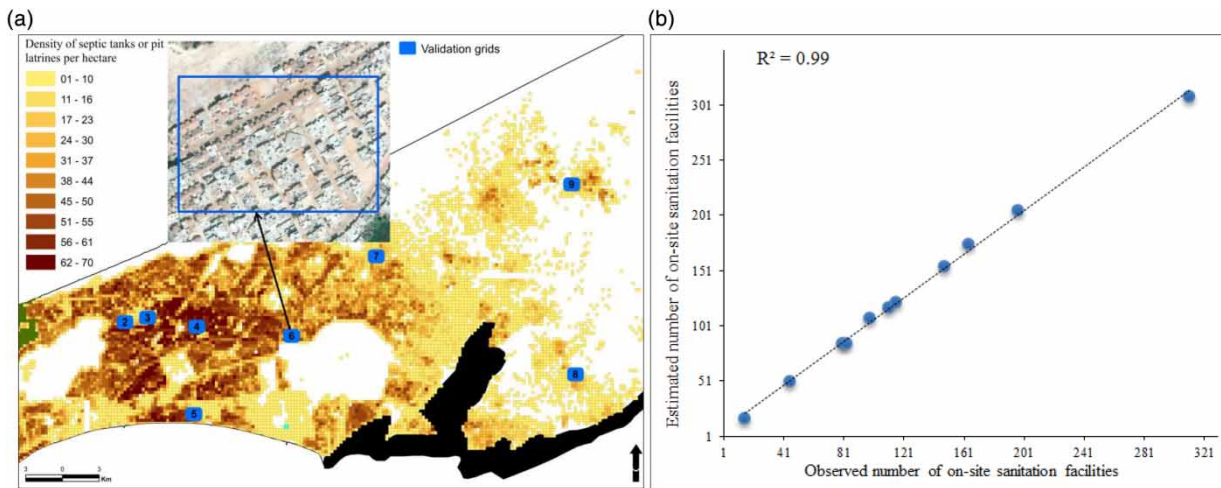 (a)
Density of septic tanks or pit
latrines per hectare
01 - 10
11 - 16
17 - 23
24 - 30
31 - 37
38 - 44
45 - 50
51 - 55
56 - 61
62 - 70
Validation grids
9
7
2
3
4
6
8
5
3 0 3
Km
(b)
R² = 0.99
Estimated number of on-site sanitation facilities
301
251
201
151
101
51
1
1 41 81 121 161 201 241 281 321
Observed number of on-site sanitation facilities